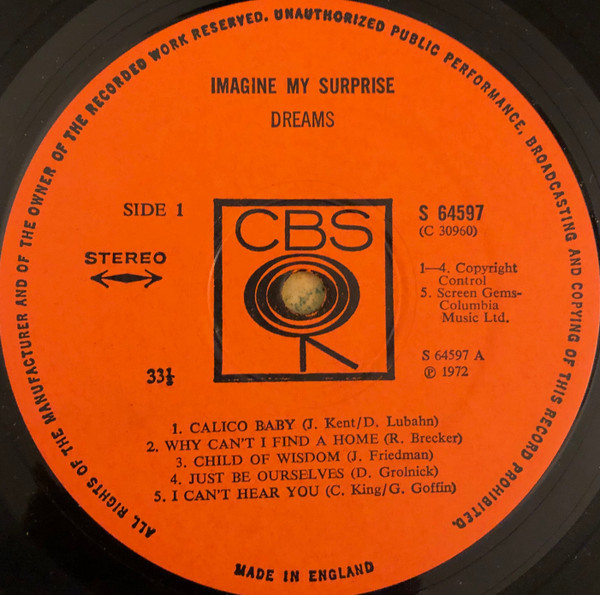 ALL RIGHTS OF THE MANUFACTURER AND OF THE OWNER OF THE RECORDED WORK RESERVED. UNAUTHORIZED PUBLIC PERFORMANCE, BROADCASTING AND COPYING OF THIS RECORD PROHIBITED.
IMAGINE MY SURPRISE
DREAMS
SIDE 1
STEREO
33⅓
CBS
S 64597
(C 30960)
1—4. Copyright
Control
5. Screen Gems-
Columbia
Music Ltd.
S 64597 A
℗ 1972
1. CALICO BABY (J. Kent/D. Lubahn)
2. WHY CAN'T I FIND A HOME (R. Brecker)
3. CHILD OF WISDOM (J. Friedman)
4. JUST BE OURSELVES (D. Grolnick)
5. I CAN'T HEAR YOU (C. King/G. Goffin)
MADE IN ENGLAND